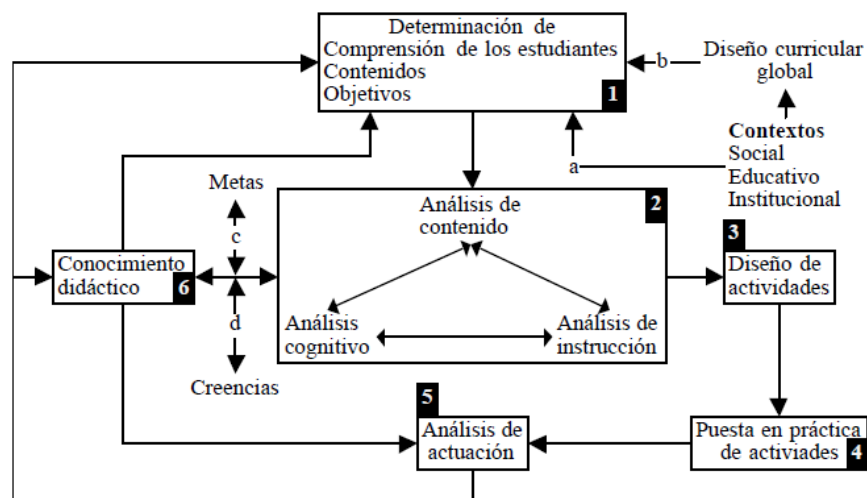 Determinación de
Comprensión de los estudiantes
Contenidos
Objetivos
1
b
Diseño curricular
global
Contextos
Social
Educativo
Institucional
a
Metas
c
2
Análisis de
contenido
3
Diseño de
actividades
Conocimiento
didáctico
6
d
Análisis
cognitivo
Análisis de
instrucción
Creencias
5
Análisis de
actuación
Puesta en práctica
de activiades
4